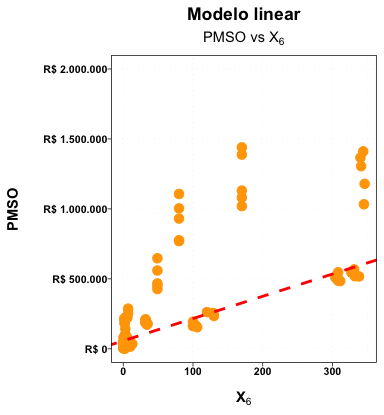 Modelo linear
PMSO vs X₆
PMSO
R$ 2.000.000
R$ 1.500.000
R$ 1.000.000
R$ 500.000
R$ 0
0 100 200 300
X₆